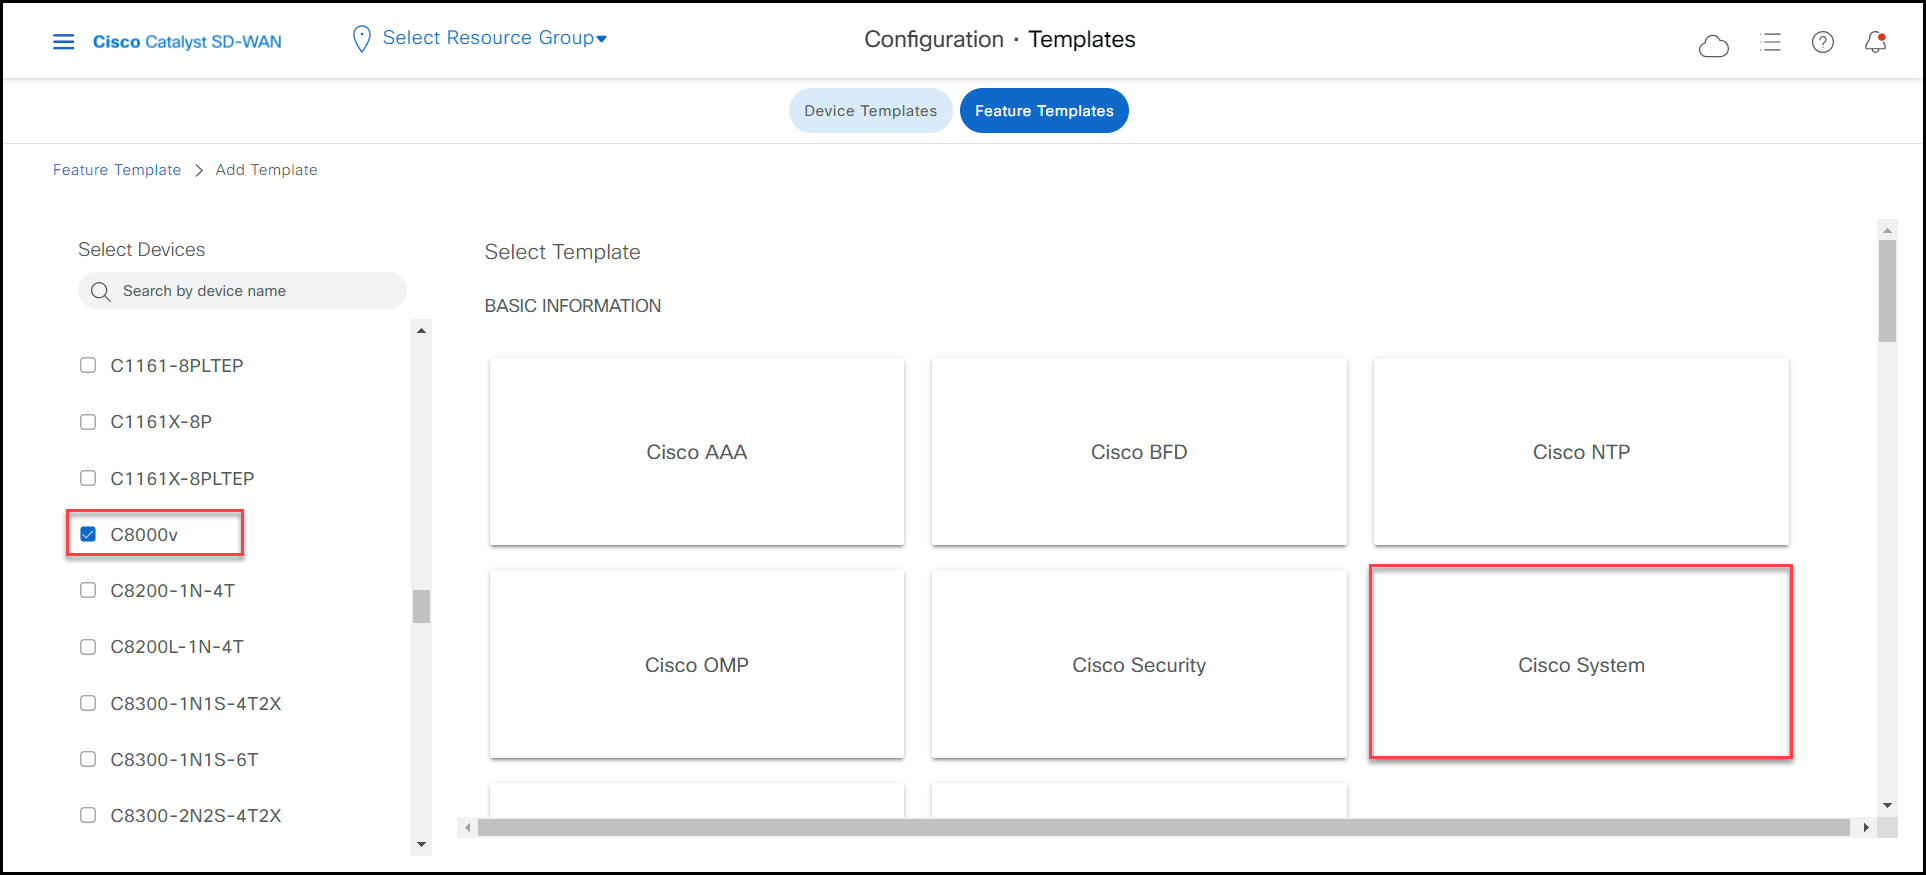 Cisco Catalyst SD-WAN
Select Resource Group
Configuration · Templates
Device Templates
Feature Templates
Feature Template > Add Template
Select Devices
Search by device name
C1161-8PLTEP
C1161X-8P
C1161X-8PLTEP
C8000v
C8200-1N-4T
C8200L-1N-4T
C8300-1N1S-4T2X
C8300-1N1S-6T
C8300-2N2S-4T2X
Select Template
BASIC INFORMATION
Cisco AAA
Cisco BFD
Cisco NTP
Cisco OMP
Cisco Security
Cisco System